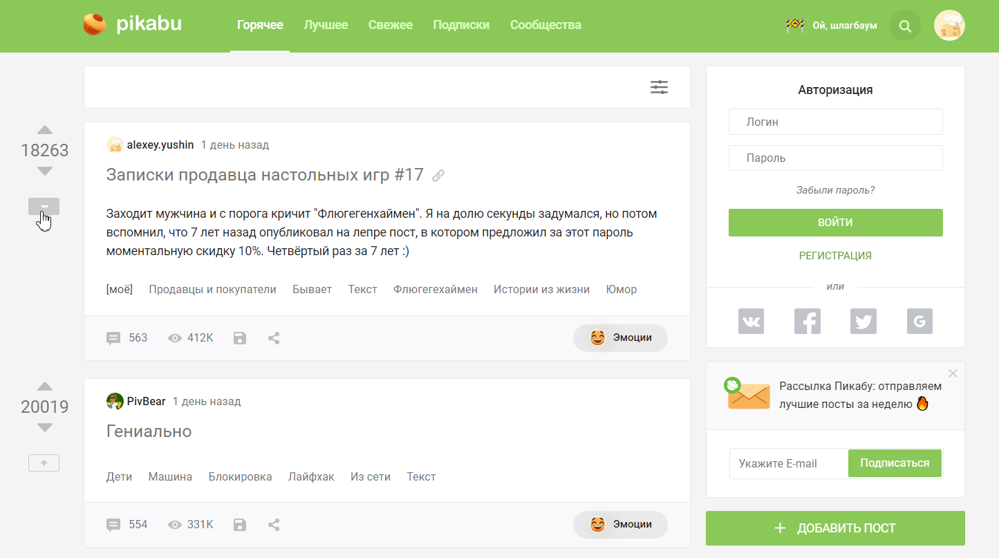 pikabu
Горячее Лучшее Свежее Подписки Сообщества
Ой, шлагбаум
18263
alexey.yushin 1 день назад
Записки продавца настольных игр #17
Заходит мужчина и с порога кричит "Флюгегенхаймен". Я на долю секунды задумался, но потом
вспомнил, что 7 лет назад опубликовал на лепре пост, в котором предложил за этот пароль
моментальную скидку 10%. Четвёртый раз за 7 лет :)
[моё] Продавцы и покупатели Бывает Текст Флюгегехаймен Истории из жизни Юмор
563 412K Эмоции
20019
PivBear 1 день назад
Гениально
Дети Машина Блокировка Лайфхак Из сети Текст
554 331K Эмоции
Авторизация
Логин
Пароль
Забыли пароль?
ВОЙТИ
РЕГИСТРАЦИЯ
или
Рассылка Пикабу: отправляем
лучшие посты за неделю
Укажите E-mail Подписаться
+ ДОБАВИТЬ ПОСТ